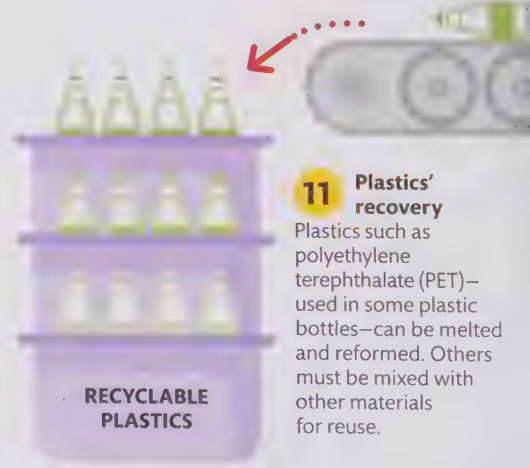 11 Plastics'
recovery
Plastics such as
polyethylene
terephthalate (PET)—
used in some plastic
bottles—can be melted
and reformed. Others
must be mixed with
other materials
for reuse.
RECYCLABLE
PLASTICS